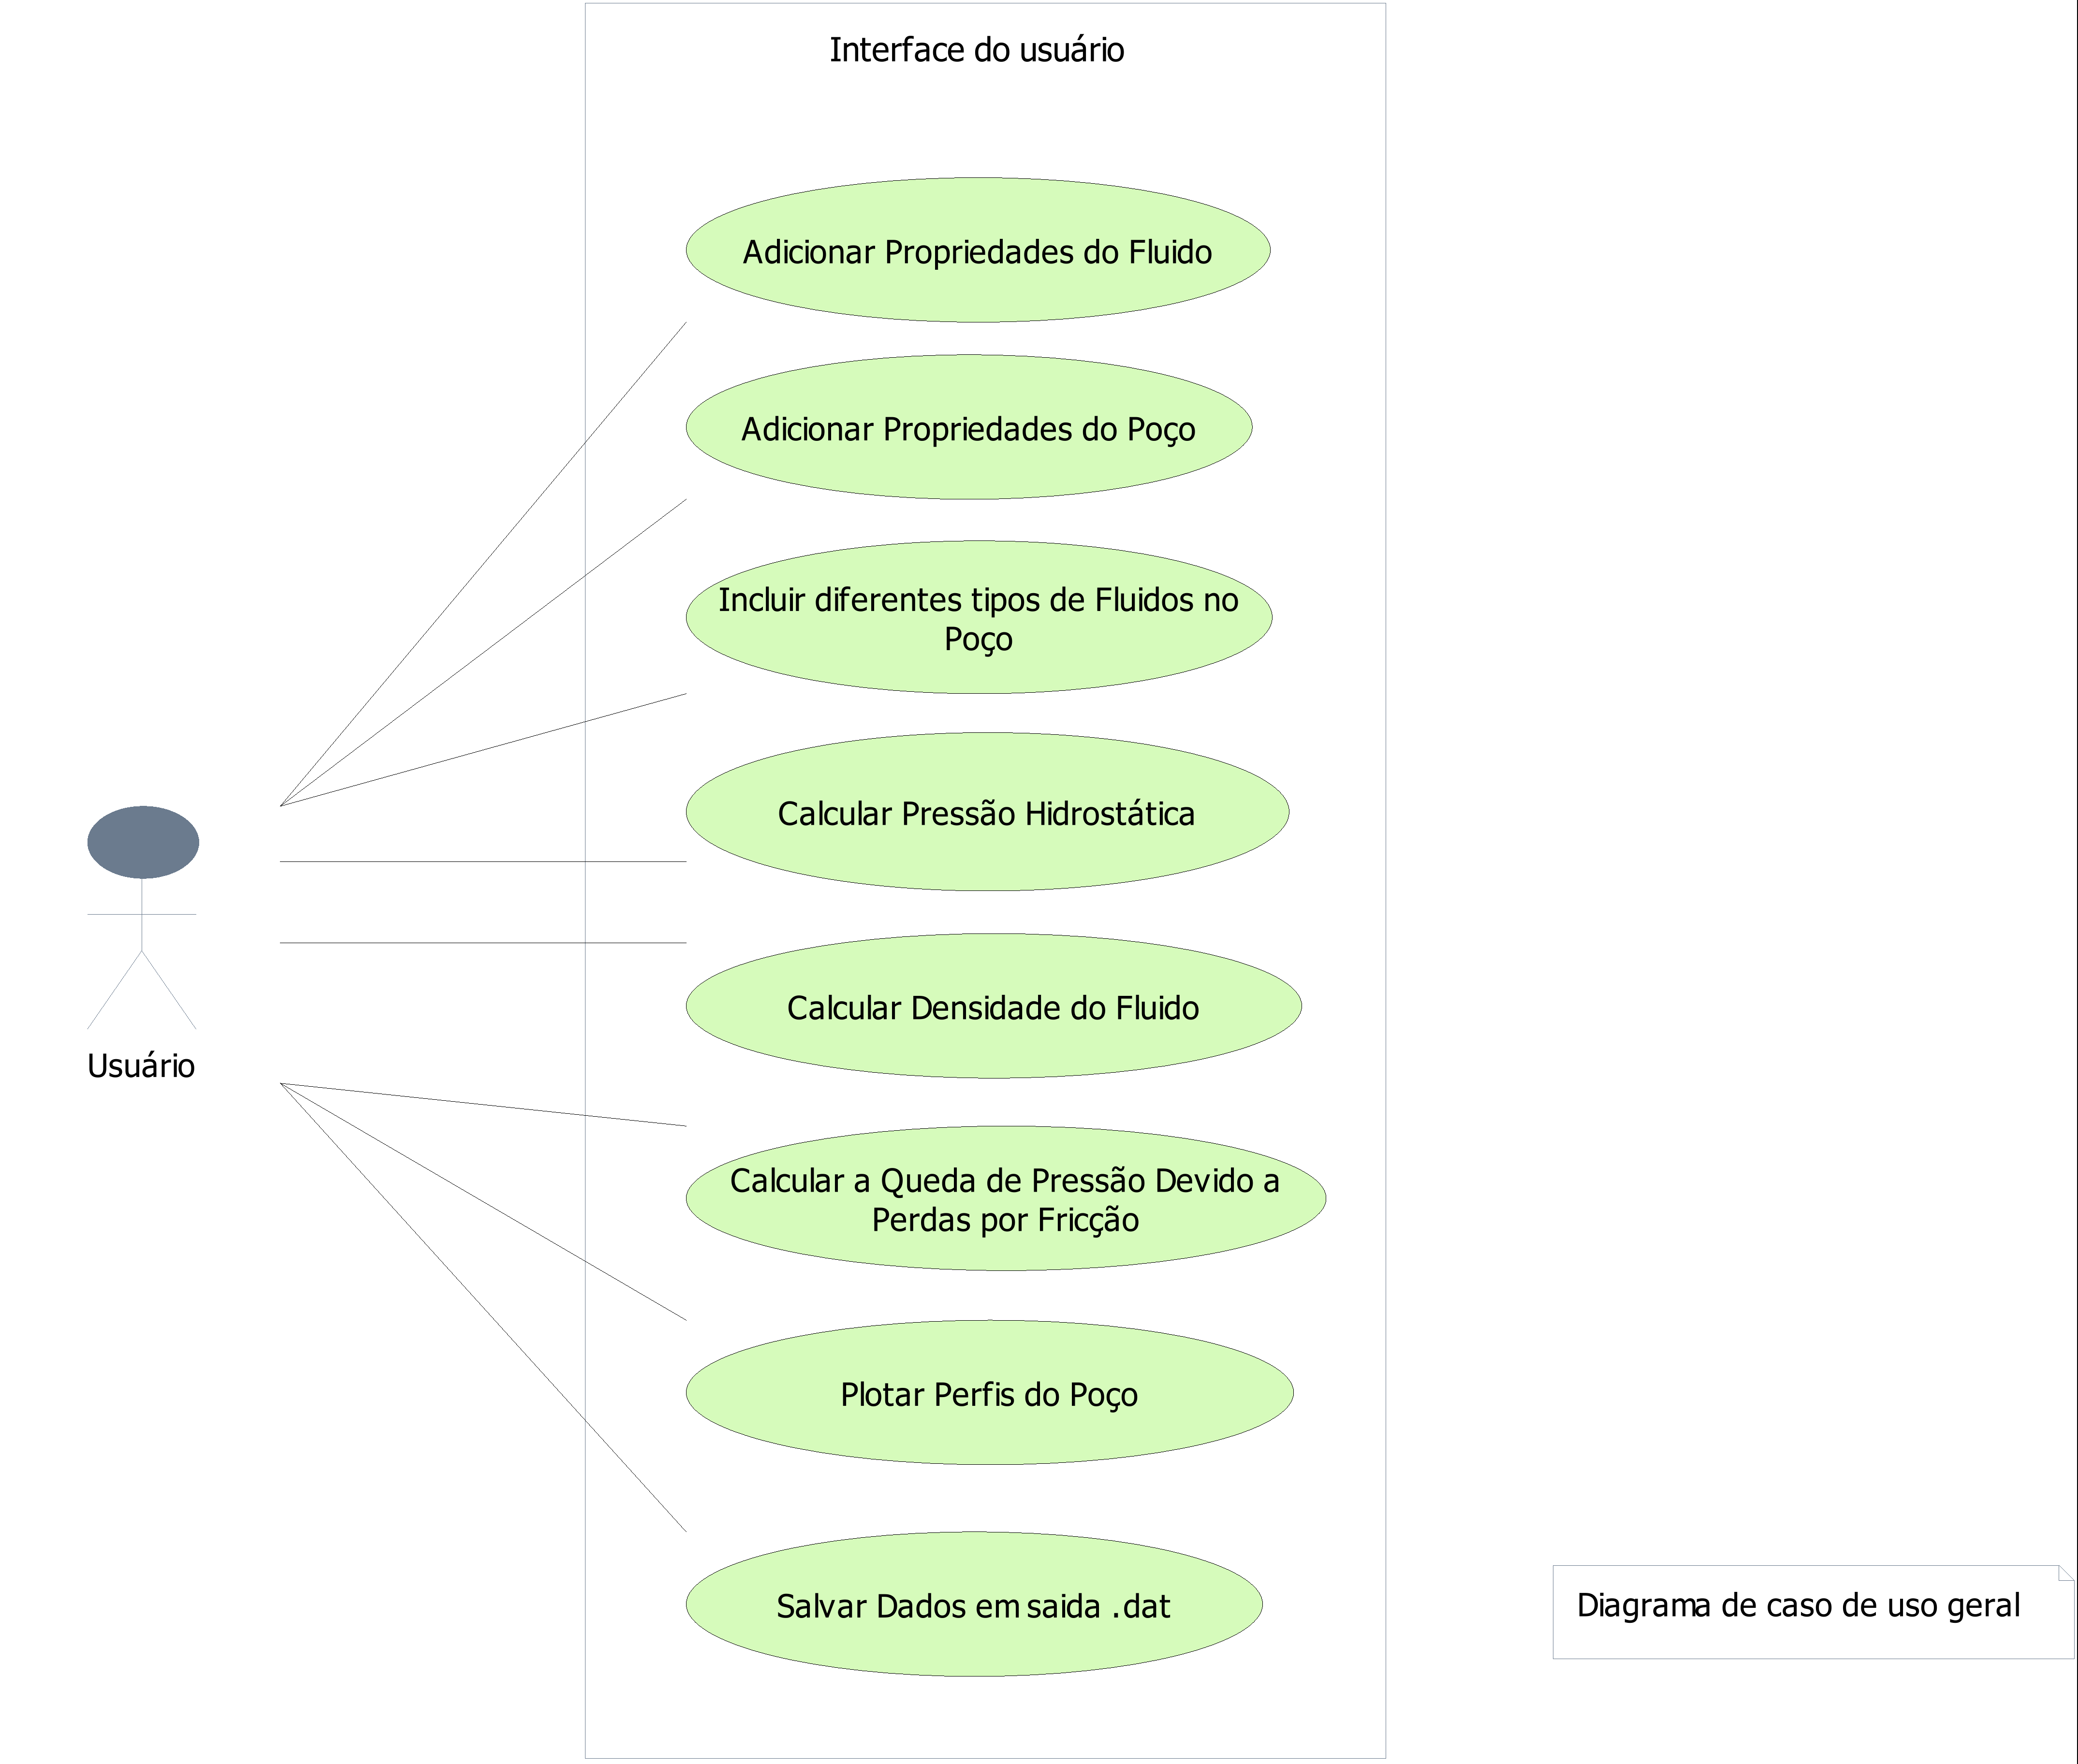 Interface do usuário
Adicionar Propriedades do Fluido
Adicionar Propriedades do Poço
Incluir diferentes tipos de Fluidos no
Poço
Calcular Pressão Hidrostática
Calcular Densidade do Fluido
Usuário
Calcular a Queda de Pressão Devido a
Perdas por Fricção
Plotar Perfis do Poço
Salvar Dados em saida .dat
Diagrama de caso de uso geral